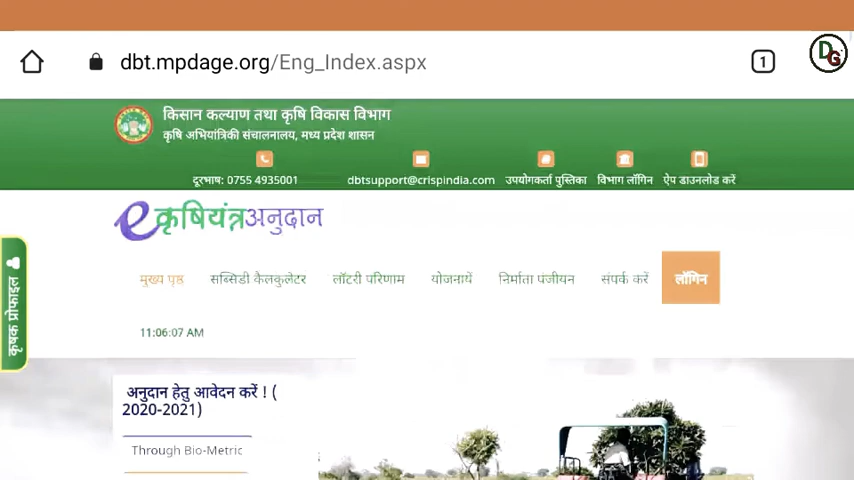 dbt.mpdage.org/Eng_Index.aspx
1
DG
किसान कल्याण तथा कृषि विकास विभाग
कृषि अभियांत्रिकी संचालनालय, मध्य प्रदेश शासन
दूरभाष: 0755 4935001
dbtsupport@crispindia.com
उपयोगकर्ता पुस्तिका
विभाग लॉगिन
ऐप डाउनलोड करें
e कृषियंत्र अनुदान
मुख्य पृष्ठ
सब्सिडी कैलकुलेटर
लॉटरी परिणाम
योजनायें
निर्माता पंजीयन
संपर्क करें
लॉगिन
कृषक प्रोफाइल
11:06:07 AM
अनुदान हेतु आवेदन करें ! (
2020-2021)
Through Bio-Metric